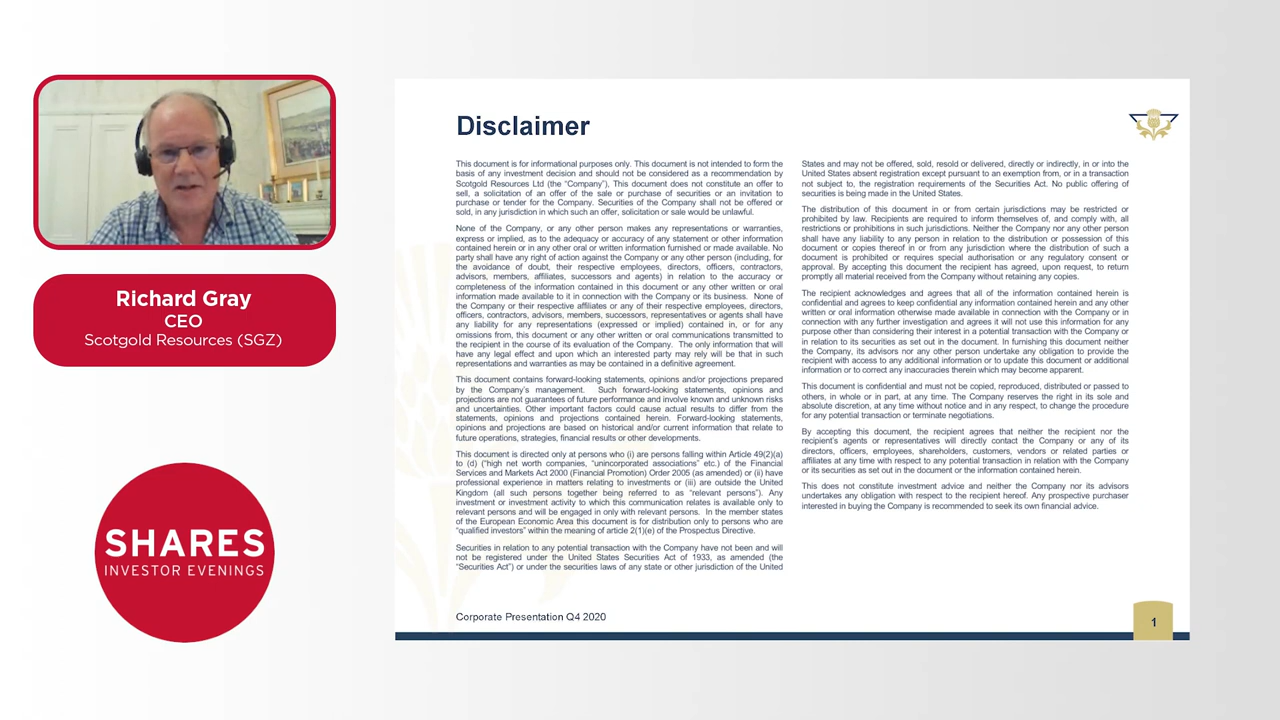 Richard Gray
CEO
Scotgold Resources (SGZ)
SHARES
INVESTOR EVENINGS
Disclaimer
This document is for informational purposes only. This document is not intended to form the
basis of any investment decision and should not be considered as a recommendation by
Scotgold Resources Ltd (the “Company”), This document does not constitute an offer to
sell, a solicitation of an offer of the sale or purchase of securities or an invitation to
purchase or tender for the Company. Securities of the Company shall not be offered or
sold, in any jurisdiction in which such an offer, solicitation or sale would be unlawful.
None of the Company, or any other person makes any representations or warranties,
express or implied, as to the adequacy or accuracy of any statement or other information
contained herein or in any other oral or written information furnished or made available. No
party shall have any right of action against the Company or any other person (including, for
the avoidance of doubt, their respective employees, directors, officers, contractors,
advisors, members, affiliates, successors and agents) in relation to the accuracy or
completeness of the information contained in this document or any other written or oral
information made available to it in connection with the Company or its business. None of
the Company or their respective affiliates or any of their respective employees, directors,
officers, contractors, advisors, members, successors, representatives or agents shall have
any liability for any representations (expressed or implied) contained in, or for any
omissions from, this document or any other written or oral communications transmitted to
the recipient in the course of its evaluation of the Company. The only information that will
have any legal effect and upon which an interested party may rely will be that in such
representations and warranties as may be contained in a definitive agreement.
This document contains forward-looking statements, opinions and/or projections prepared
by the Company’s management. Such forward-looking statements, opinions and
projections are not guarantees of future performance and involve known and unknown risks
and uncertainties. Other important factors could cause actual results to differ from the
statements, opinions and projections contained herein. Forward-looking statements,
opinions and projections are based on historical and/or current information that relate to
future operations, strategies, financial results or other developments.
This document is directed only at persons who (i) are persons falling within Article 49(2)(a)
to (d) (“high net worth companies, “unincorporated associations” etc.) of the Financial
Services and Markets Act 2000 (Financial Promotion) Order 2005 (as amended) or (ii) have
professional experience in matters relating to investments or (iii) are outside the United
Kingdom (all such persons together being referred to as “relevant persons”). Any
investment or investment activity to which this communication relates is available only to
relevant persons and will be engaged in only with relevant persons. In the member states
of the European Economic Area this document is for distribution only to persons who are
“qualified investors” within the meaning of article 2(1)(e) of the Prospectus Directive.
Securities in relation to any potential transaction with the Company have not been and will
not be registered under the United States Securities Act of 1933, as amended (the
“Securities Act”) or under the securities laws of any state or other jurisdiction of the United
States and may not be offered, sold, resold or delivered, directly or indirectly, in or into the
United States absent registration except pursuant to an exemption from, or in a transaction
not subject to, the registration requirements of the Securities Act. No public offering of
securities is being made in the United States.
The distribution of this document in or from certain jurisdictions may be restricted or
prohibited by law. Recipients are required to inform themselves of, and comply with, all
restrictions or prohibitions in such jurisdictions. Neither the Company nor any other person
shall have any liability to any person in relation to the distribution or possession of this
document or copies thereof in or from any jurisdiction where the distribution of such a
document is prohibited or requires special authorisation or any regulatory consent or
approval. By accepting this document the recipient has agreed, upon request, to return
promptly all material received from the Company without retaining any copies.
The recipient acknowledges and agrees that all of the information contained herein is
confidential and agrees to keep confidential any information contained herein and any other
written or oral information otherwise made available in connection with the Company or in
connection with any further investigation and agrees it will not use this information for any
purpose other than considering their interest in a potential transaction with the Company or
in relation to its securities as set out in the document. In furnishing this document neither
the Company, its advisors nor any other person undertake any obligation to provide the
recipient with access to any additional information or to update this document or additional
information or to correct any inaccuracies therein which may become apparent.
This document is confidential and must not be copied, reproduced, distributed or passed to
others, in whole or in part, at any time. The Company reserves the right in its sole and
absolute discretion, at any time without notice and in any respect, to change the procedure
for any potential transaction or terminate negotiations.
By accepting this document, the recipient agrees that neither the recipient nor the
recipient’s agents or representatives will directly contact the Company or any of its
directors, officers, employees, shareholders, customers, vendors or related parties or
affiliates at any time with respect to any potential transaction in relation with the Company
or its securities as set out in the document or the information contained herein.
This does not constitute investment advice and neither the Company nor its advisors
undertakes any obligation with respect to the recipient hereof. Any prospective purchaser
interested in buying the Company is recommended to seek its own financial advice.
Corporate Presentation Q4 2020
1